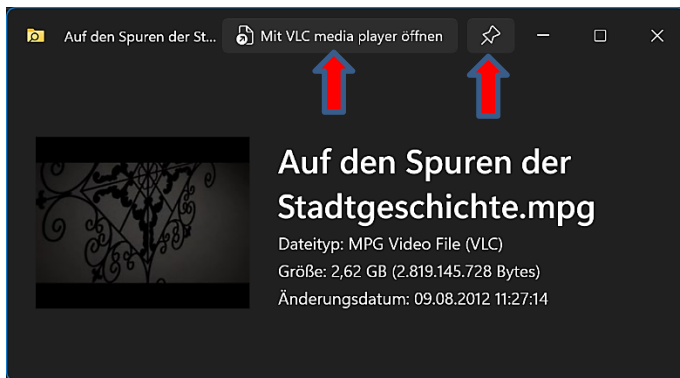 Auf den Spuren der St... Mit VLC media player öffnen
Auf den Spuren der
Stadtgeschichte.mpg
Dateityp: MPG Video File (VLC)
Größe: 2,62 GB (2.819.145.728 Bytes)
Änderungsdatum: 09.08.2012 11:27:14